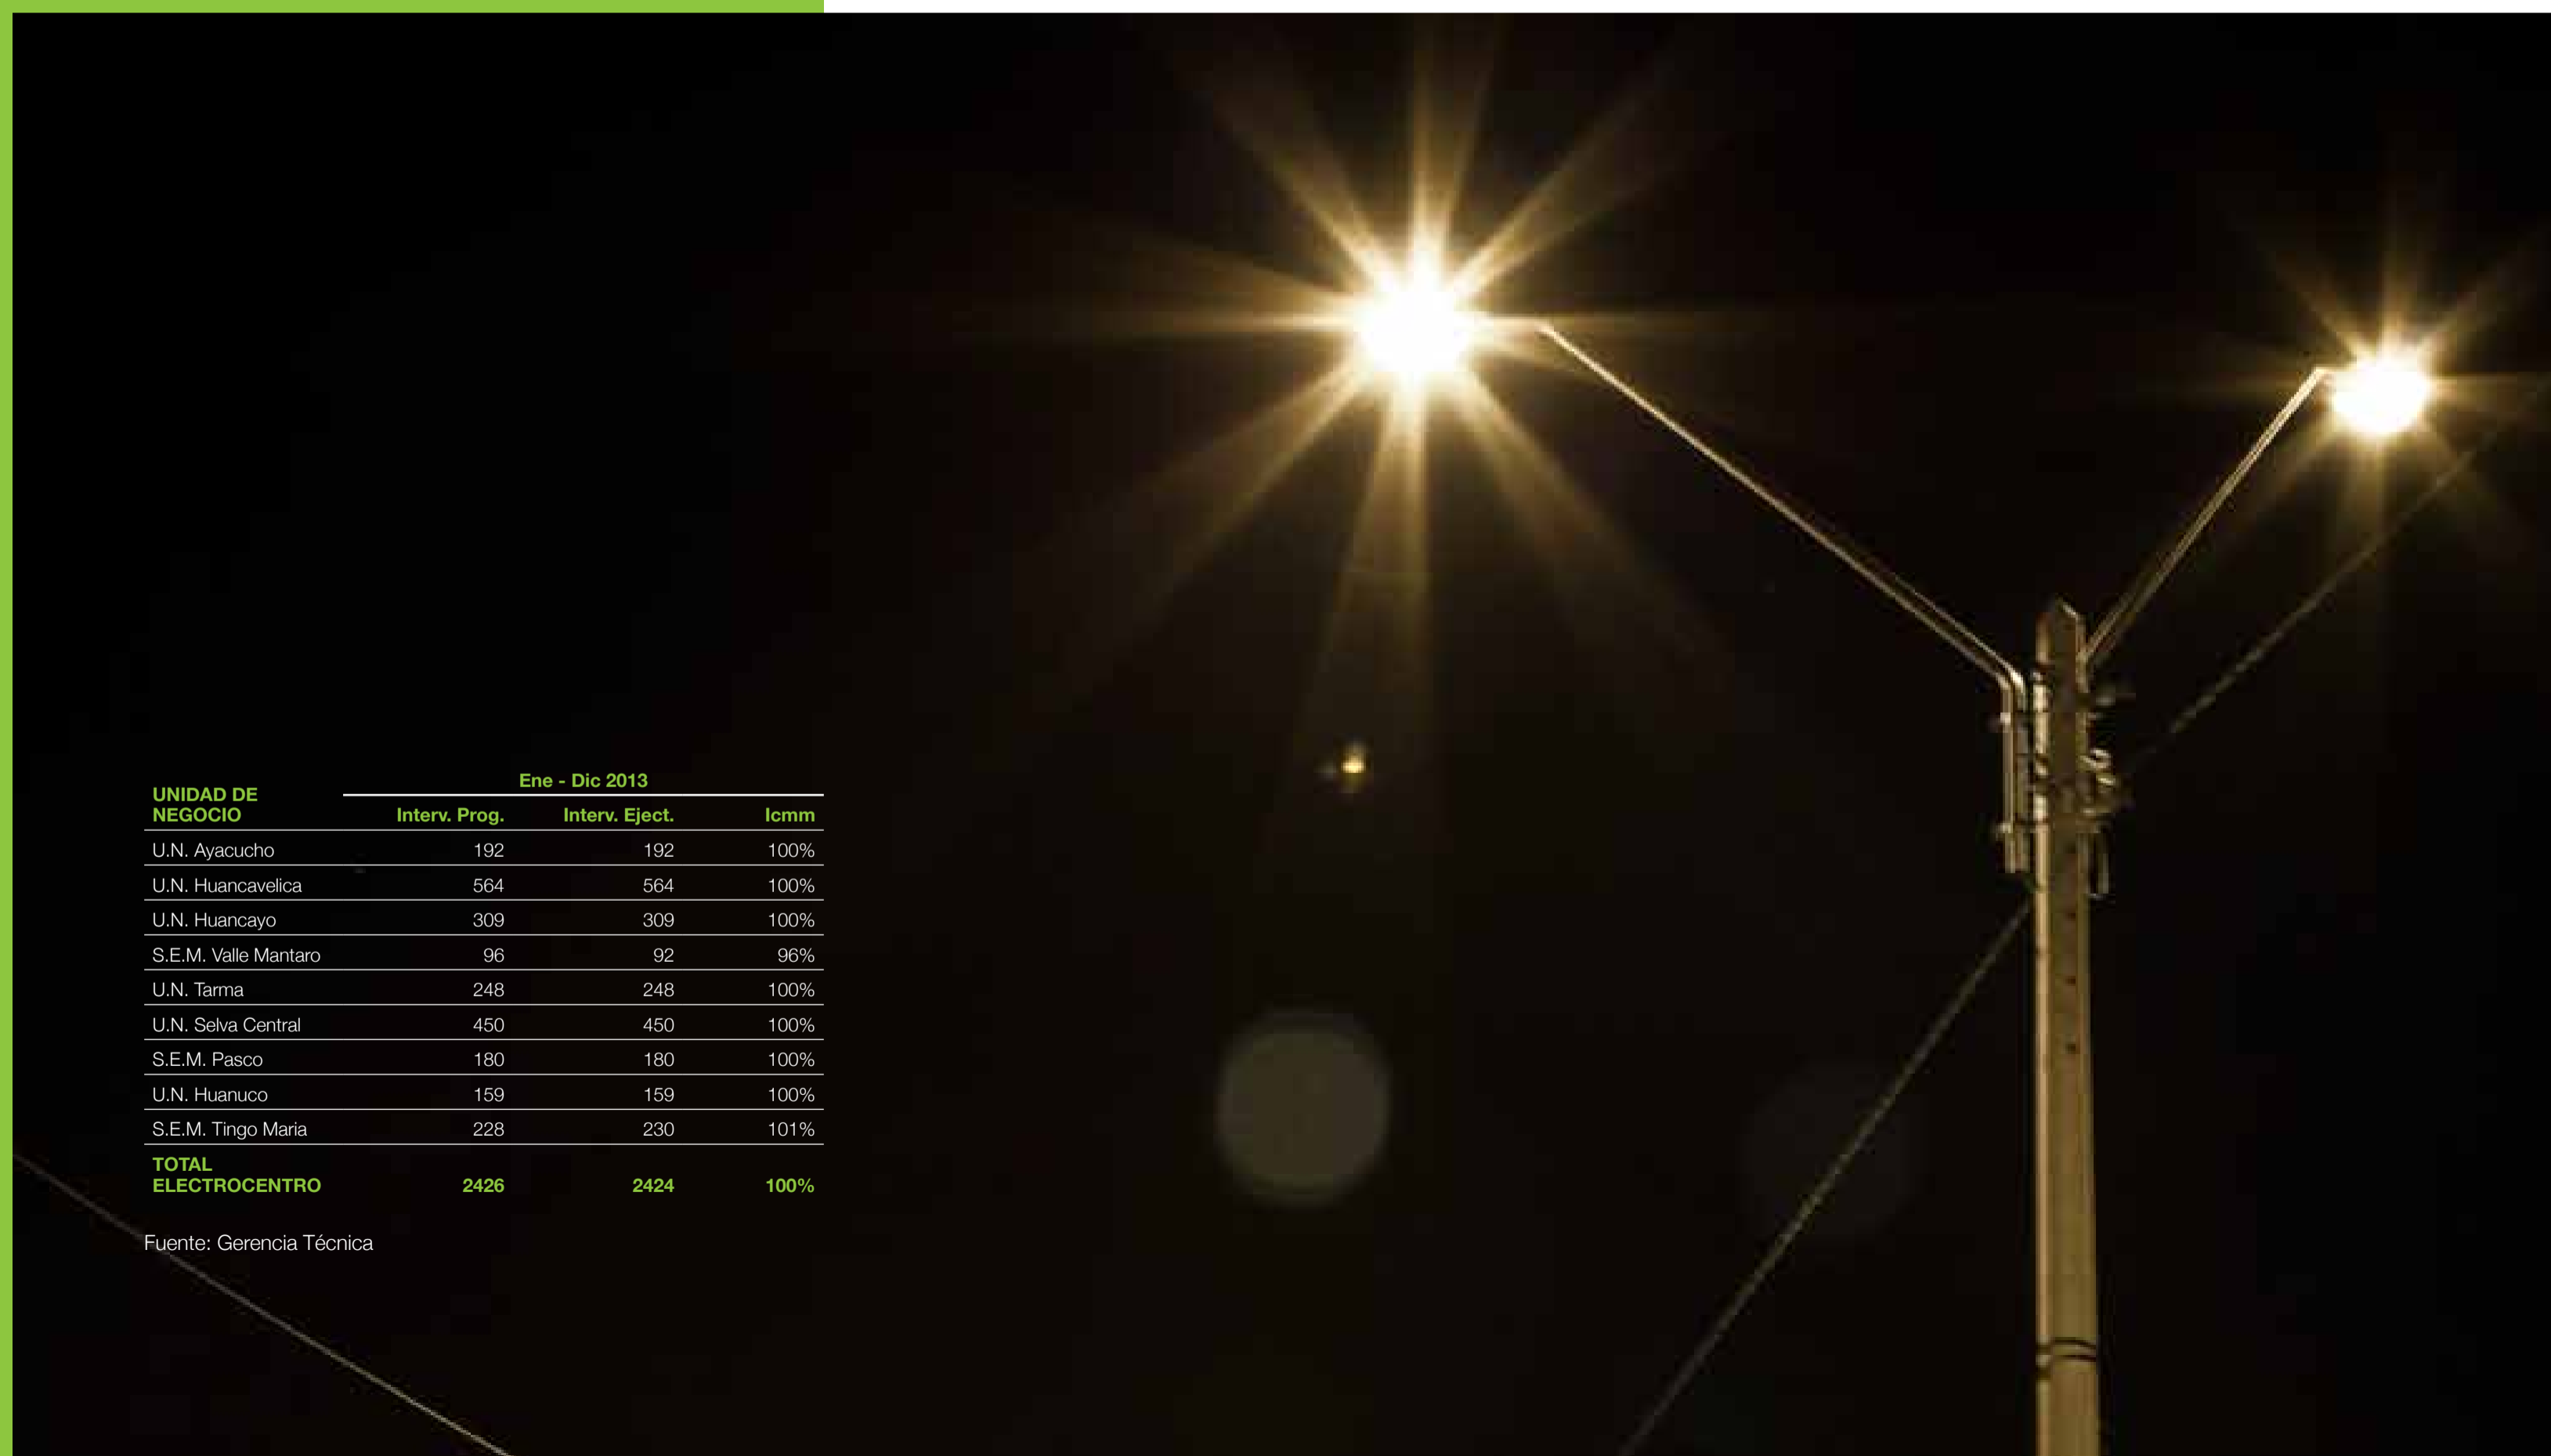 Ene - Dic 2013
UNIDAD DE
NEGOCIO Interv. Prog. Interv. Eject. Icmm
U.N. Ayacucho 192 192 100%
U.N. Huancavelica 564 564 100%
U.N. Huancayo 309 309 100%
S.E.M. Valle Mantaro 96 92 96%
U.N. Tarma 248 248 100%
U.N. Selva Central 450 450 100%
S.E.M. Pasco 180 180 100%
U.N. Huanuco 159 159 100%
S.E.M. Tingo Maria 228 230 101%
TOTAL
ELECTROCENTRO 2426 2424 100%
Fuente: Gerencia Técnica